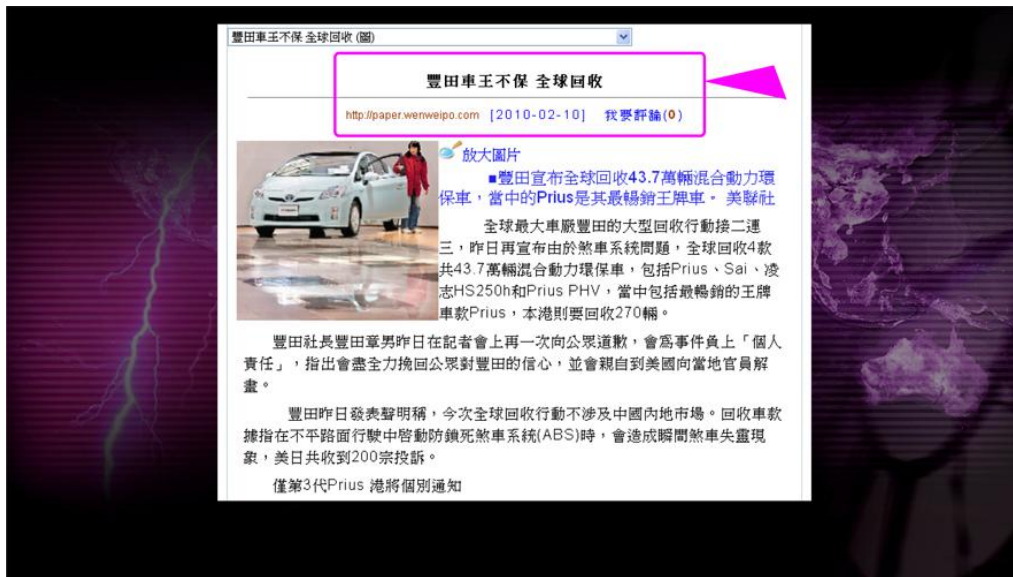 豐田車王不保 全球回收 (圖)
豐田車王不保 全球回收
http://paper.wenweipo.com [2010-02-10] 我要評論(0)
放大圖片
■豐田宣布全球回收43.7萬輛混合動力環
保車，當中的Prius是其最暢銷王牌車。 美聯社
全球最大車廠豐田的大型回收行動接二連
三，昨日再宣布由於煞車系統問題，全球回收4款
共43.7萬輛混合動力環保車，包括Prius、Sai、凌
志HS250h和Prius PHV，當中包括最暢銷的王牌
車款Prius，本港則要回收270輛。
豐田社長豐田章男昨日在記者會上再一次向公眾道歉，會為事件負上「個人
責任」，指出會盡全力挽回公眾對豐田的信心，並會親自到美國向當地官員解
畫。
豐田昨日發表聲明稱，今次全球回收行動不涉及中國內地市場。回收車款
據指在不平路面行駛中啓動防鎖死煞車系統(ABS)時，會造成瞬間煞車失靈現
象，美日共收到200宗投訴。
僅第3代Prius 港將個別通知